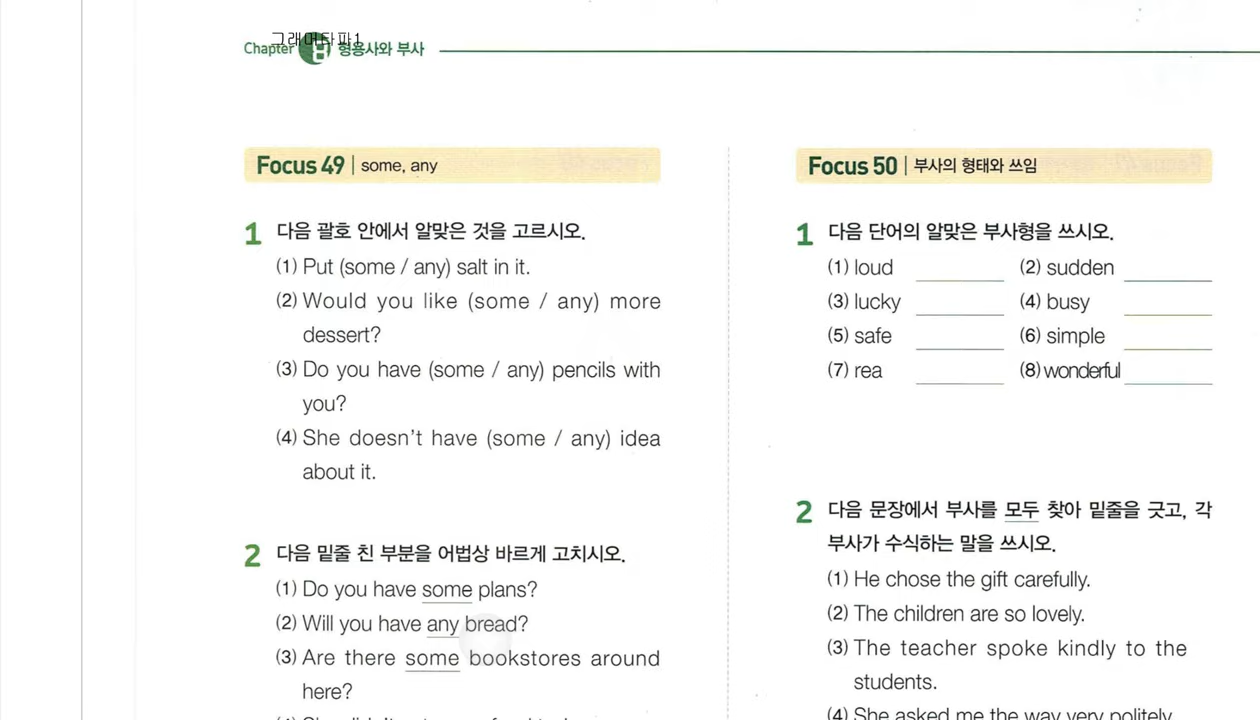 그래머타파1
Chapter 8 형용사와 부사
Focus 49 | some, any
1 다음 괄호 안에서 알맞은 것을 고르시오.
(1) Put (some / any) salt in it.
(2) Would you like (some / any) more
dessert?
(3) Do you have (some / any) pencils with
you?
(4) She doesn't have (some / any) idea
about it.
2 다음 밑줄 친 부분을 어법상 바르게 고치시오.
(1) Do you have some plans?
(2) Will you have any bread?
(3) Are there some bookstores around
here?
Focus 50 | 부사의 형태와 쓰임
1 다음 단어의 알맞은 부사형을 쓰시오.
(1) loud (2) sudden
(3) lucky (4) busy
(5) safe (6) simple
(7) rea (8) wonderful
2 다음 문장에서 부사를 모두 찾아 밑줄을 긋고, 각
부사가 수식하는 말을 쓰시오.
(1) He chose the gift carefully.
(2) The children are so lovely.
(3) The teacher spoke kindly to the
students.
(4) She asked me the way very politely.